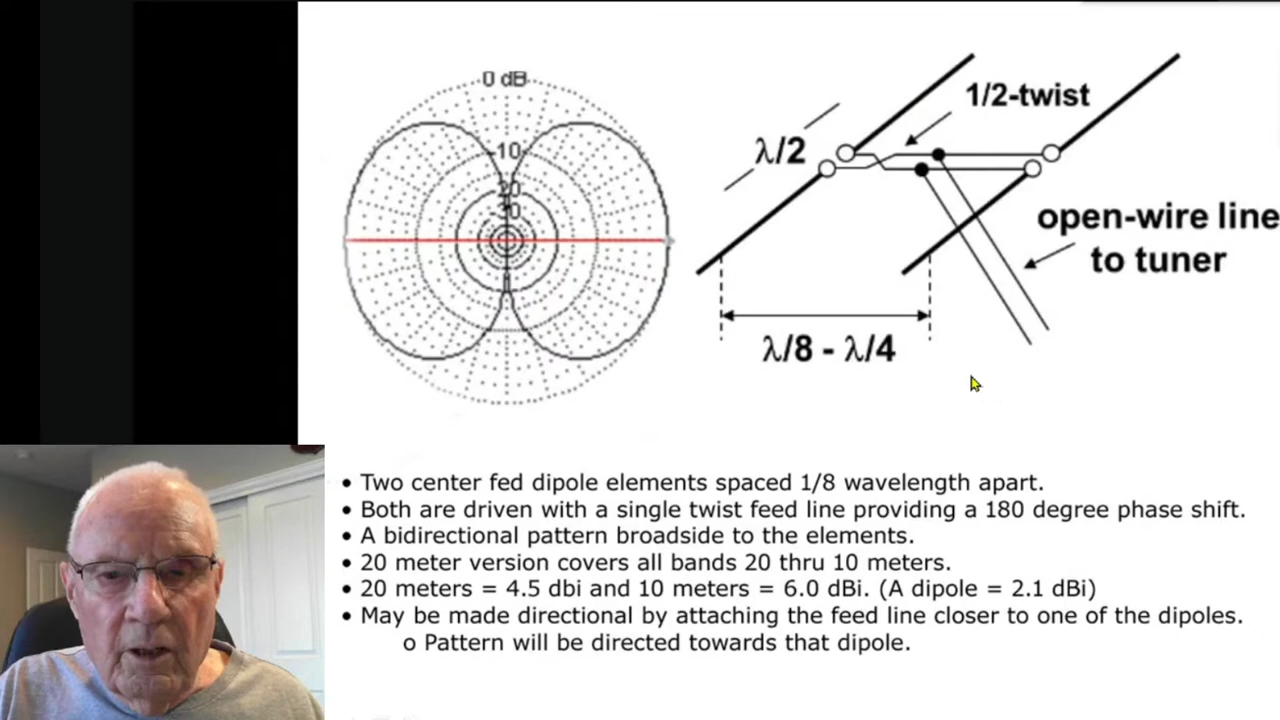 0 dB
10
20
30
1/2-twist
λ/2
open-wire line
to tuner
λ/8 - λ/4
• Two center fed dipole elements spaced 1/8 wavelength apart.
• Both are driven with a single twist feed line providing a 180 degree phase shift.
• A bidirectional pattern broadside to the elements.
• 20 meter version covers all bands 20 thru 10 meters.
• 20 meters = 4.5 dbi and 10 meters = 6.0 dBi. (A dipole = 2.1 dBi)
• May be made directional by attaching the feed line closer to one of the dipoles.
o Pattern will be directed towards that dipole.